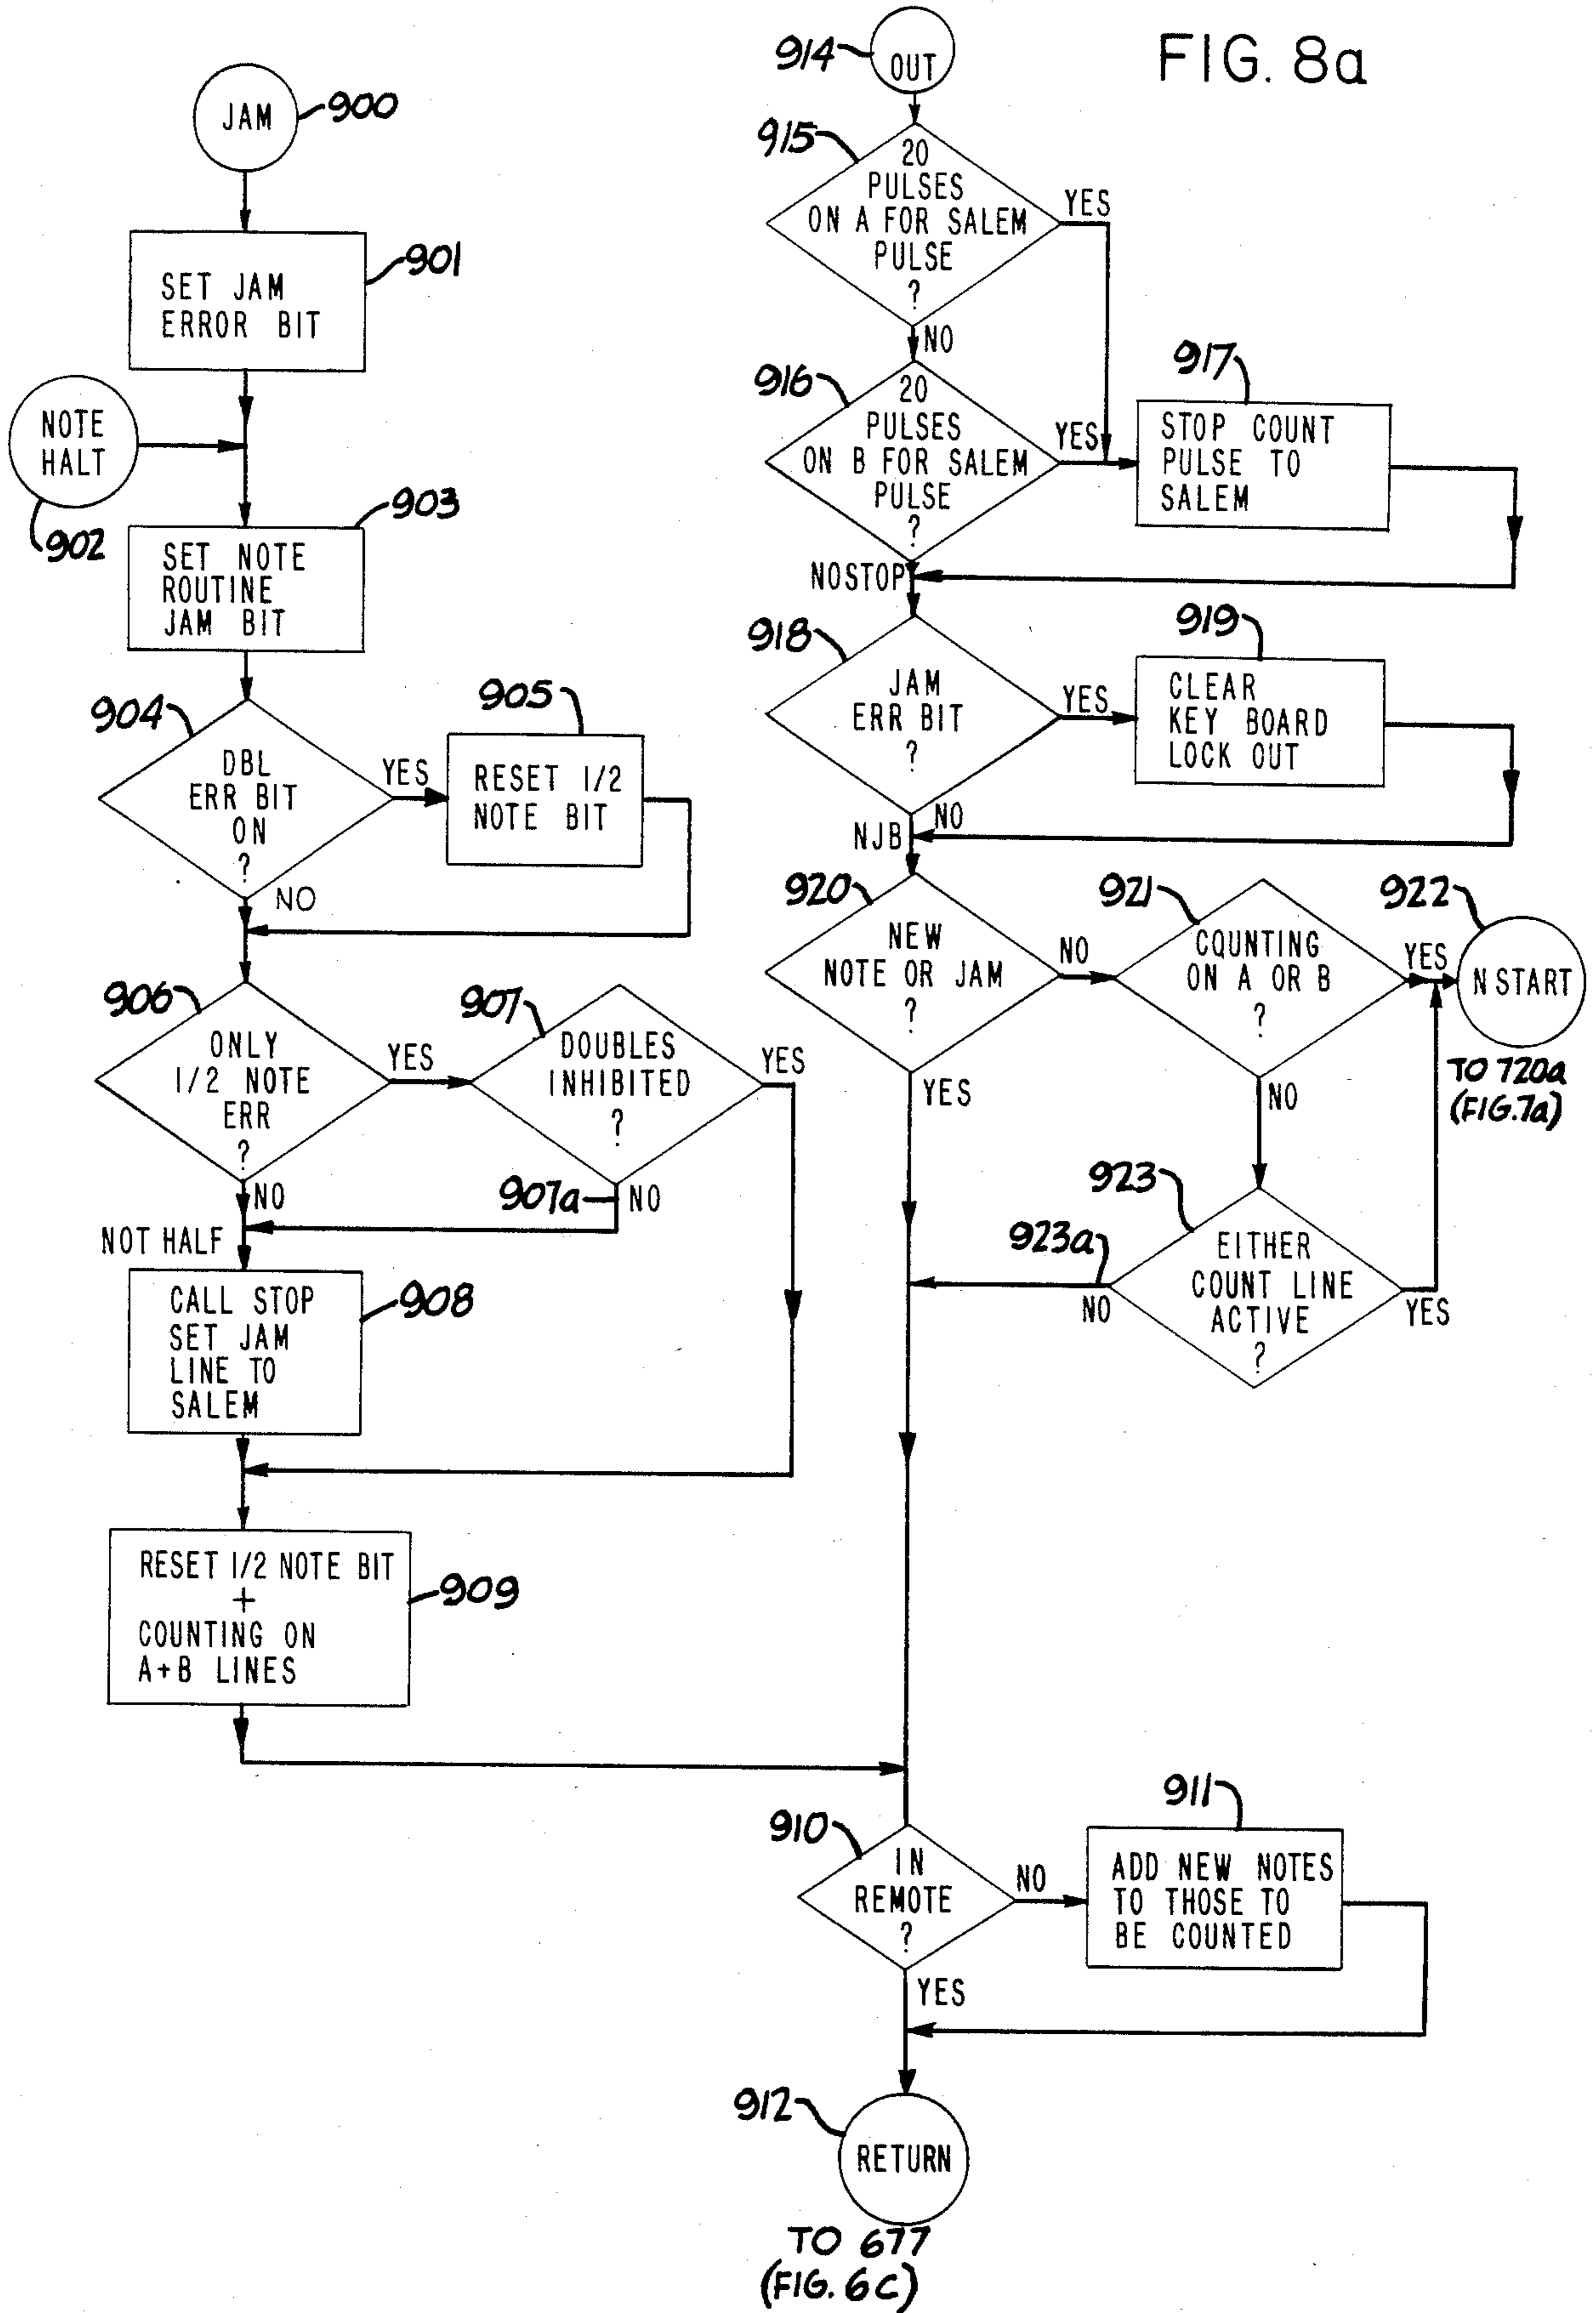 FIG. 8a
JAM
900
SET JAM
ERROR BIT
901
NOTE
HALT
902
SET NOTE
ROUTINE
JAM BIT
903
904
DBL
ERR BIT
ON
?
YES
NO
905
RESET 1/2
NOTE BIT
906
ONLY
1/2 NOTE
ERR
?
YES
NO
907
DOUBLES
INHIBITED
?
YES
907a
NO
NOT HALF
CALL STOP
SET JAM
LINE TO
SALEM
908
RESET 1/2 NOTE BIT
+
COUNTING ON
A+B LINES
909
914
OUT
915
20
PULSES
ON A FOR SALEM
PULSE
?
YES
NO
916
20
PULSES
ON B FOR SALEM
PULSE
?
YES
917
STOP COUNT
PULSE TO
SALEM
NOSTOP
918
JAM
ERR BIT
?
YES
919
CLEAR
KEY BOARD
LOCK OUT
NO
NJB
920
NEW
NOTE OR JAM
?
NO
YES
921
CQUNTING
ON A OR B
?
YES
NO
922
N START
TO 720a
(FIG.7a)
923
EITHER
COUNT LINE
ACTIVE
?
YES
923a
NO
910
IN
REMOTE
?
NO
YES
911
ADD NEW NOTES
TO THOSE TO
BE COUNTED
912
RETURN
TO 677
(FIG. 6C)